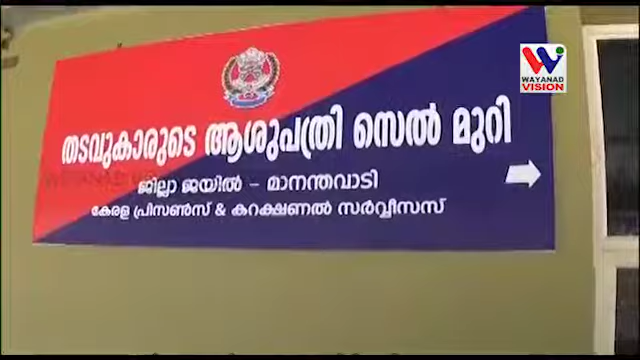 WAYANAD
VISION
തടവുകാരുടെ ആശുപത്രി സെൽ മുറി
ജില്ലാ ജയിൽ - മാനന്തവാടി
കേരള പ്രിസൺസ് & കറക്ഷണൽ സർവ്വീസസ്